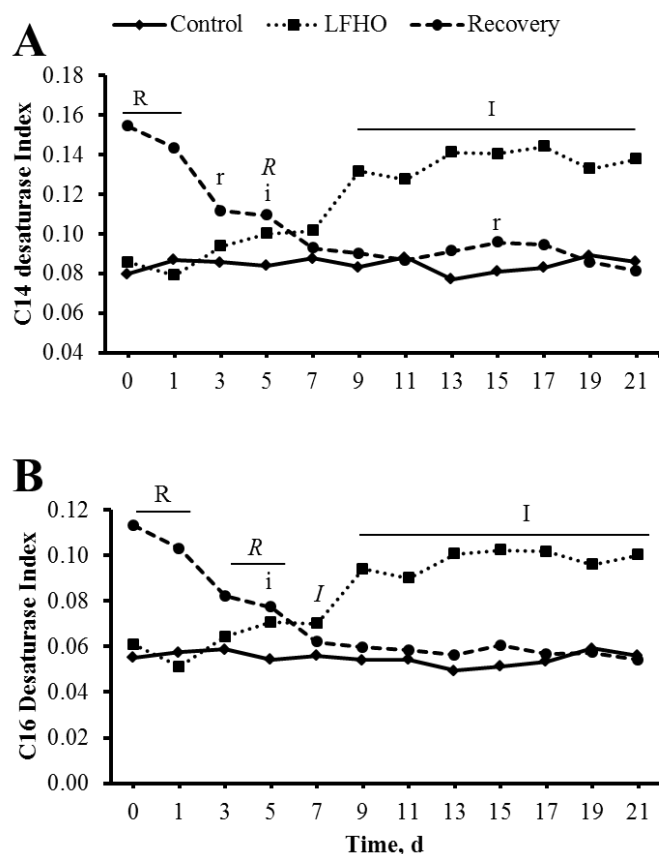 Control LFHO Recovery
A
C14 desaturase Index
0.18
0.16
0.14
0.12
0.10
0.08
0.06
0.04
R
r
R
i
I
r
0 1 3 5 7 9 11 13 15 17 19 21
B
C16 Desaturase Index
0.12
0.10
0.08
0.06
0.04
0.02
0.00
R
R
i
I
I
0 1 3 5 7 9 11 13 15 17 19 21
Time, d